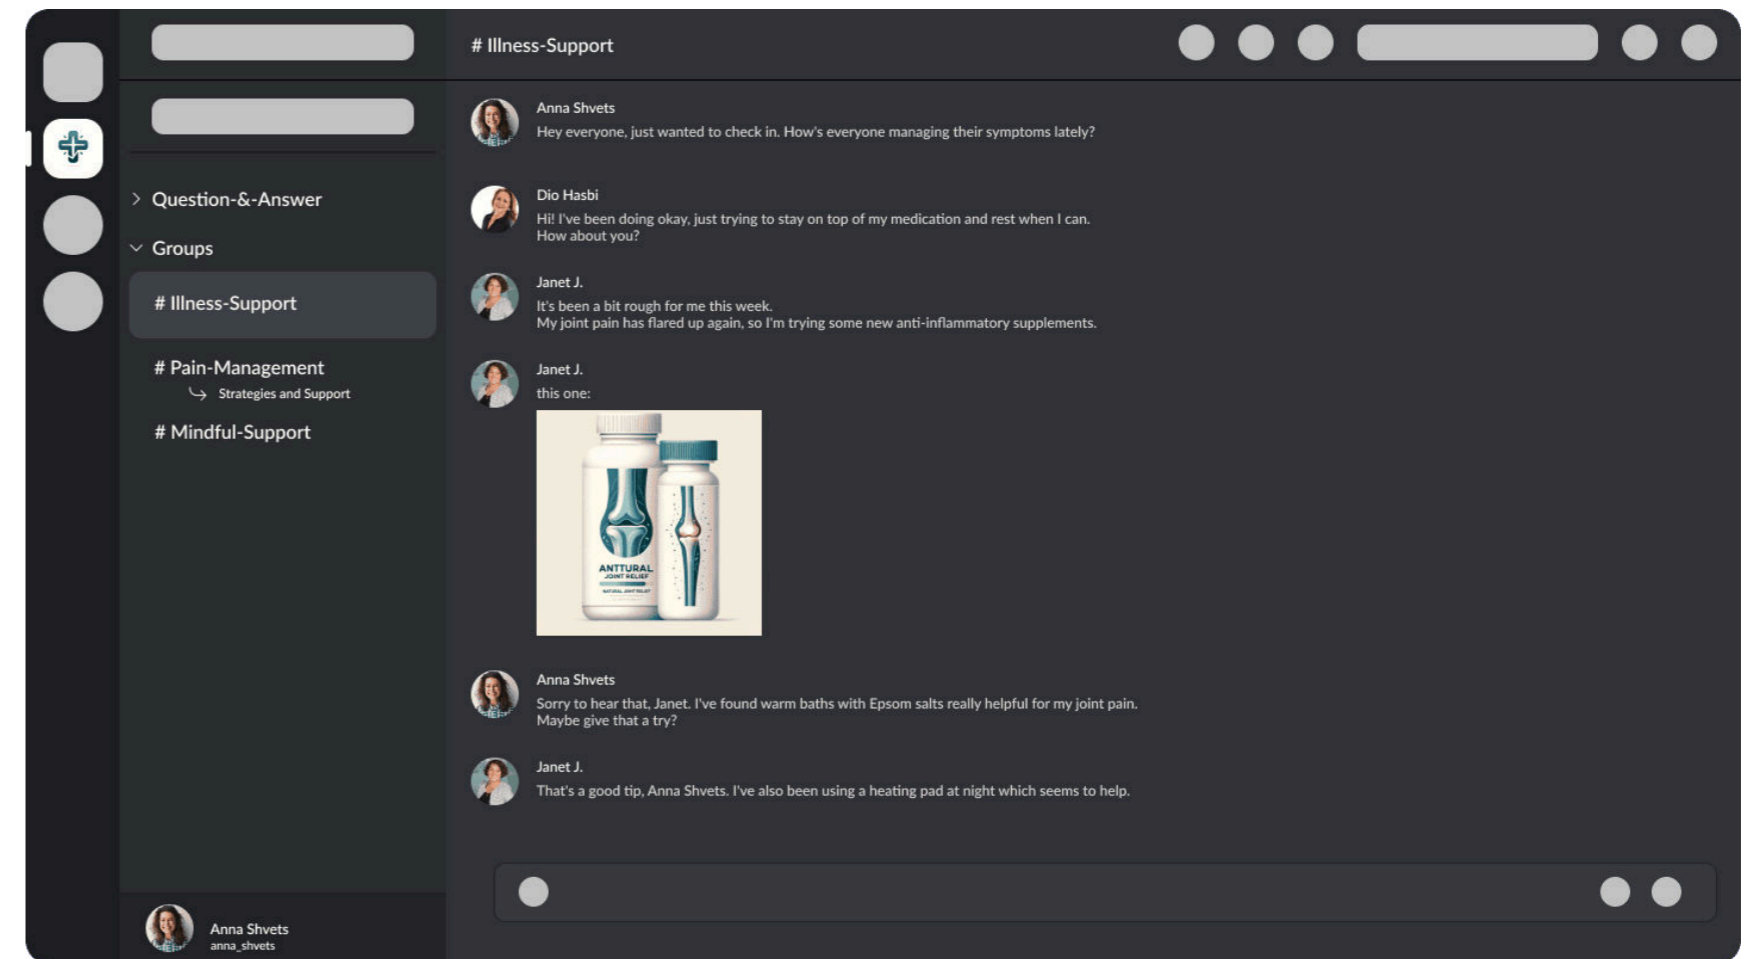 # Illness-Support
Question-&-Answer
Groups
# Illness-Support
# Pain-Management
Strategies and Support
# Mindful-Support
Anna Shvets
anna_shvets
Anna Shvets
Hey everyone, just wanted to check in. How's everyone managing their symptoms lately?
Dio Hasbi
Hi! I've been doing okay, just trying to stay on top of my medication and rest when I can.
How about you?
Janet J.
It's been a bit rough for me this week.
My joint pain has flared up again, so I'm trying some new anti-inflammatory supplements.
Janet J.
this one:
ANTTURAL
JOINT RELIEF
NATURAL JOINT RELIEF
Anna Shvets
Sorry to hear that, Janet. I've found warm baths with Epsom salts really helpful for my joint pain.
Maybe give that a try?
Janet J.
That's a good tip, Anna Shvets. I've also been using a heating pad at night which seems to help.